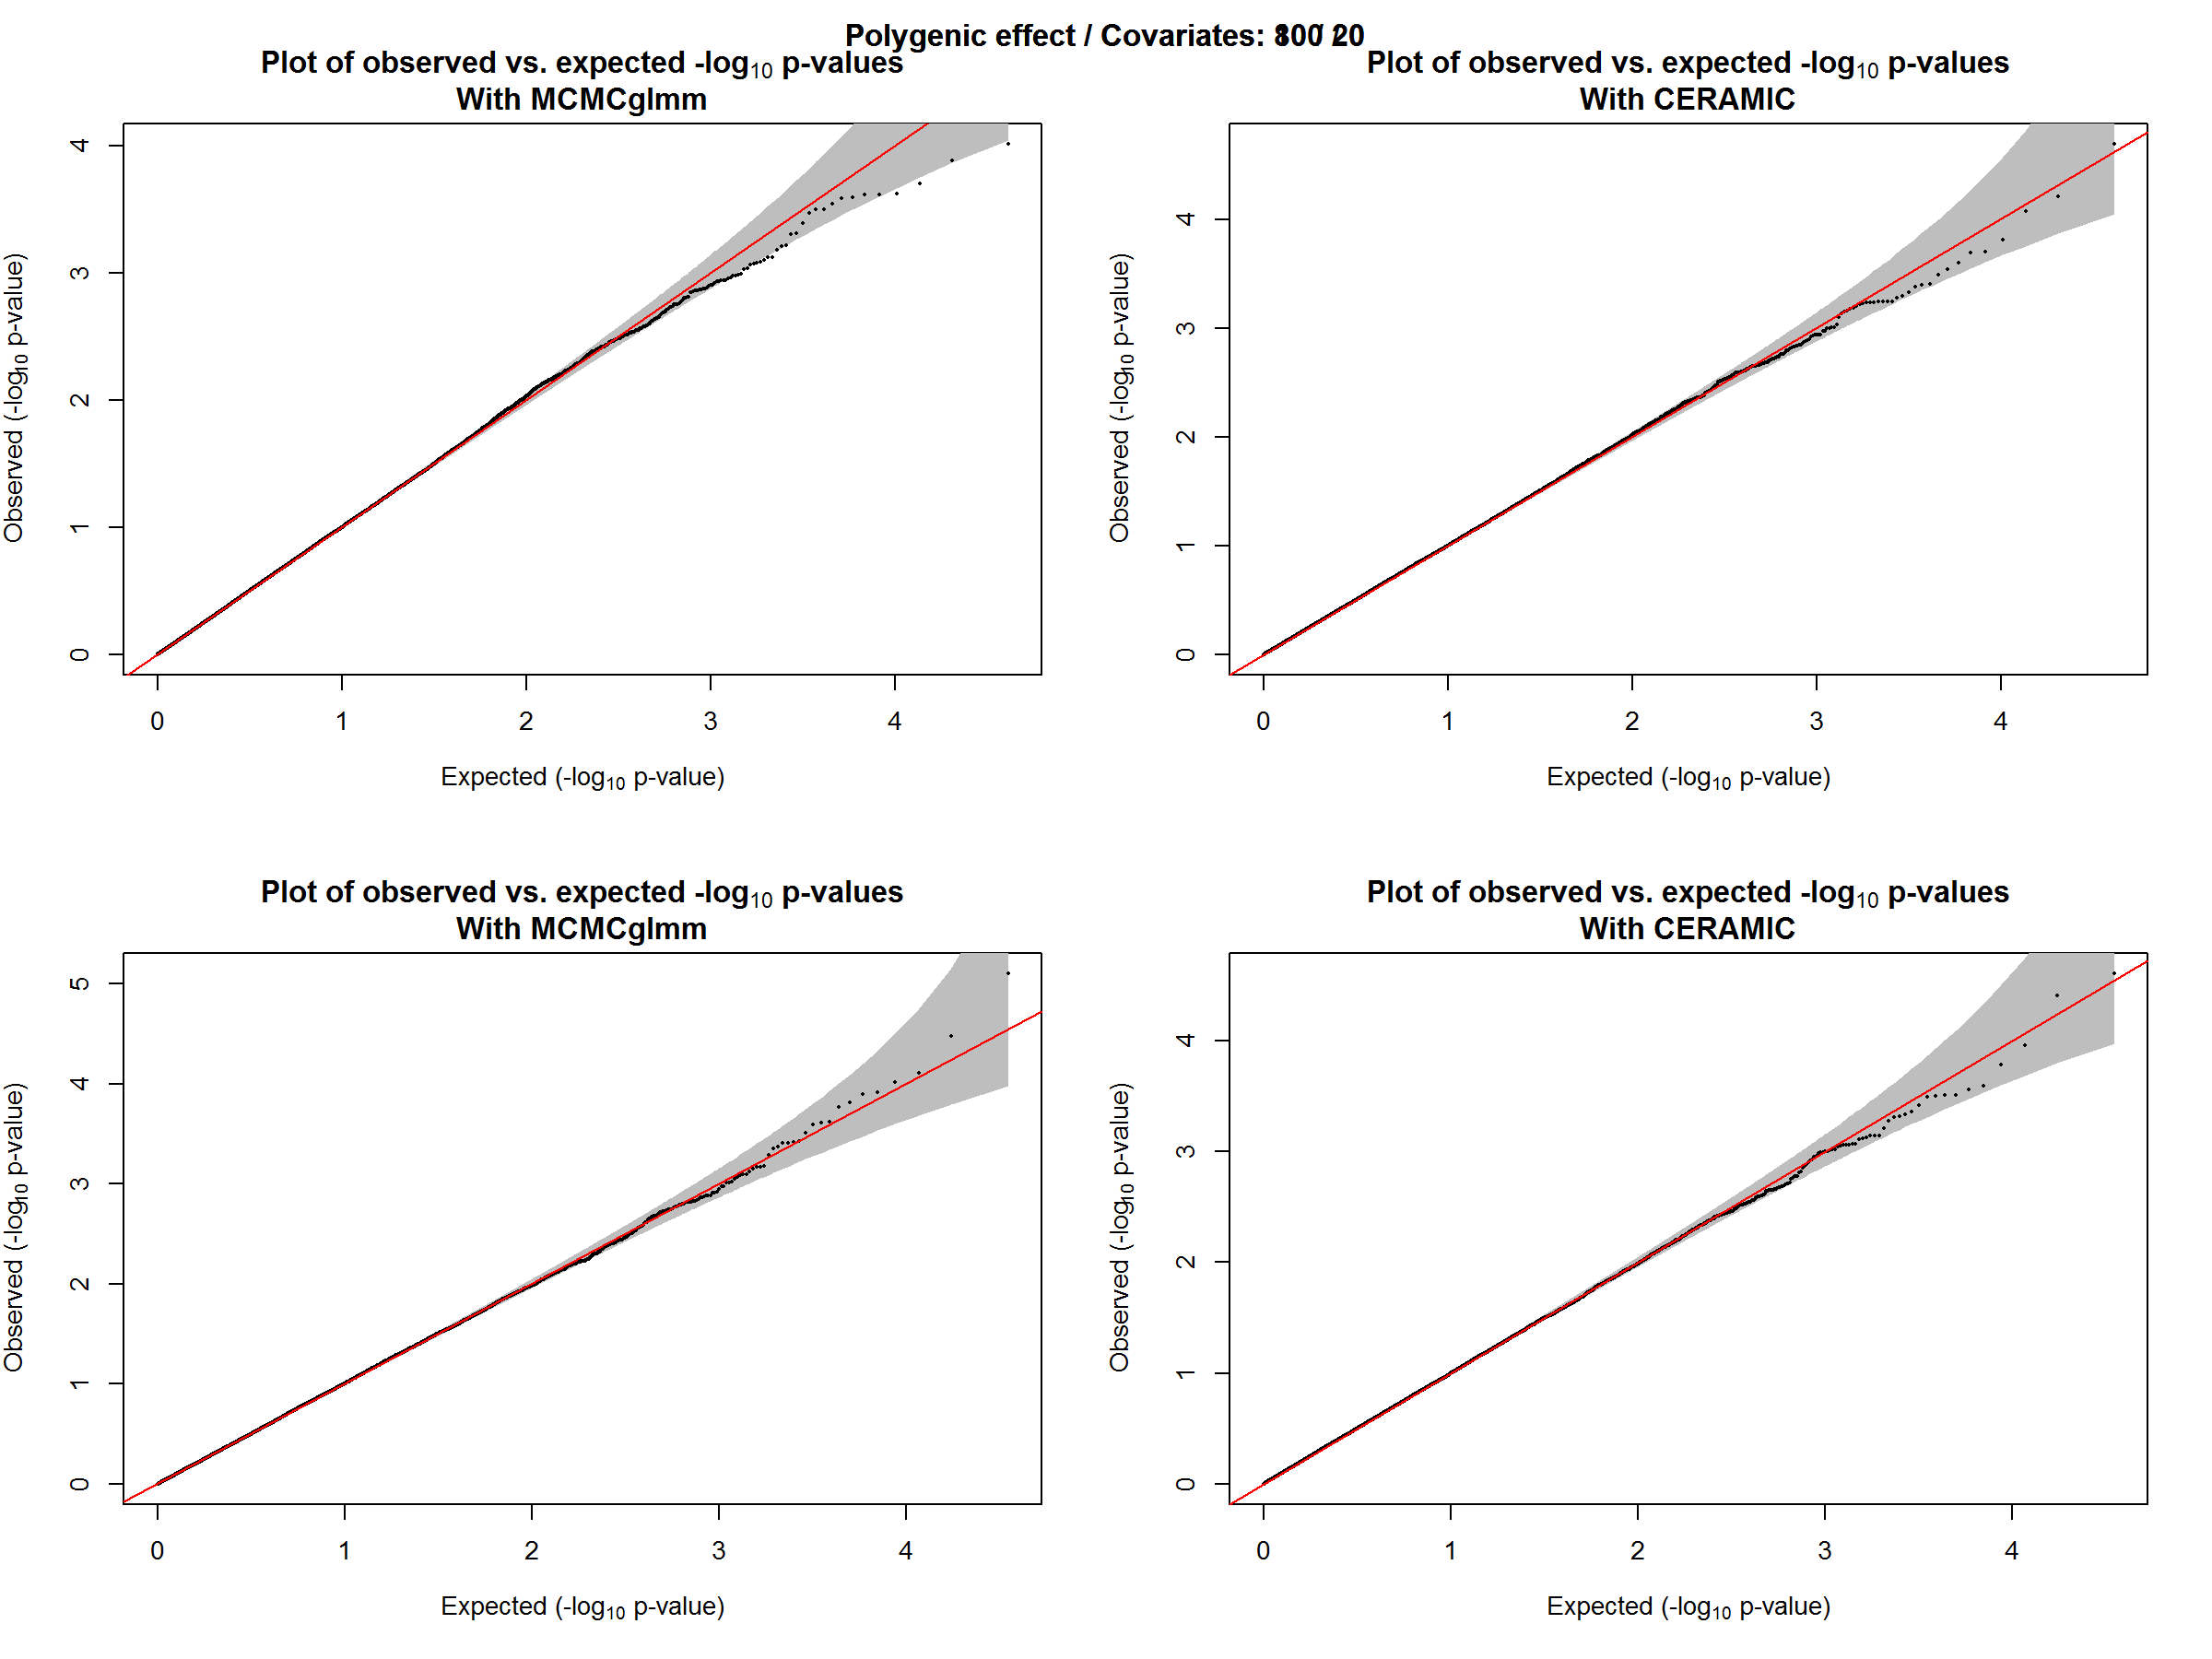 Polygenic effect / Covariates:
Plot of observed vs. expected -log10 p-values
With MCMCglmm
Plot of observed vs. expected -log10 p-values
With CERAMIC
Observed (-log10 p-value)
4
3
2
1
0
0 1 2 3 4
Expected (-log10 p-value)
Observed (-log10 p-value)
4
3
2
1
0
0 1 2 3 4
Expected (-log10 p-value)
Plot of observed vs. expected -log10 p-values
With MCMCglmm
Plot of observed vs. expected -log10 p-values
With CERAMIC
Observed (-log10 p-value)
5
4
3
2
1
0
0 1 2 3 4
Expected (-log10 p-value)
Observed (-log10 p-value)
4
3
2
1
0
0 1 2 3 4
Expected (-log10 p-value)